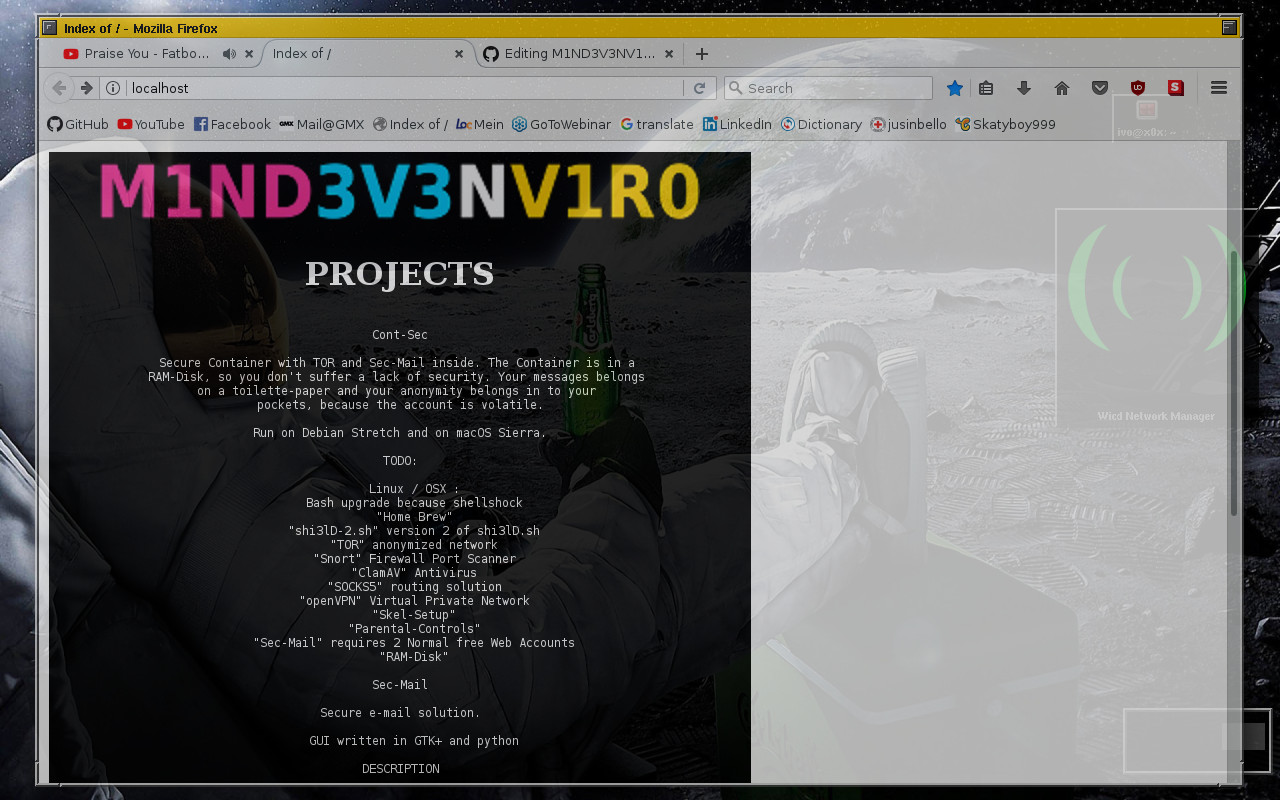 Index of / - Mozilla Firefox
Praise You - Fatbo...
Index of /
Editing M1ND3V3NV1...
localhost
Search
GitHub YouTube Facebook GMX Mail@GMX Index of / LocMein GoToWebinar translate LinkedIn Dictionary jusinbello Skatyboy999
ivo@x0x: ~
M1ND3V3NV1R0
PROJECTS
Cont-Sec
Secure Container with TOR and Sec-Mail inside. The Container is in a
RAM-Disk, so you don't suffer a lack of security. Your messages belongs
on a toilette-paper and your anonymity belongs in to your
pockets, because the account is volatile.
Wicd Network Manager
Run on Debian Stretch and on macOS Sierra.
TODO:
Linux / OSX :
Bash upgrade because shellshock
"Home Brew"
"shi3lD-2.sh" version 2 of shi3lD.sh
"TOR" anonymized network
"Snort" Firewall Port Scanner
"ClamAV" Antivirus
"SOCKS5" routing solution
"openVPN" Virtual Private Network
"Skel-Setup"
"Parental-Controls"
"Sec-Mail" requires 2 Normal free Web Accounts
"RAM-Disk"
Sec-Mail
Secure e-mail solution.
GUI written in GTK+ and python
DESCRIPTION